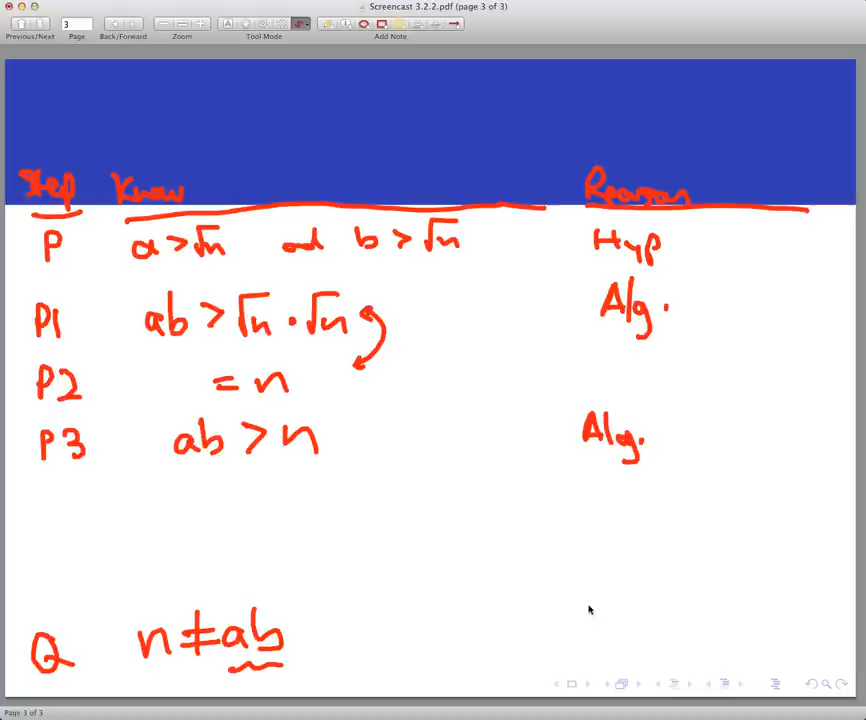 Screencast 3.2.2.pdf (page 3 of 3)
3
Previous/Next Page Back/Forward Zoom Tool Mode Add Note
Step Know Reason
P a > √n and b > √n Hyp
P1 ab > √n · √n Alg.
P2 = n
P3 ab > n Alg.
Q n ≠ ab
Page 3 of 3